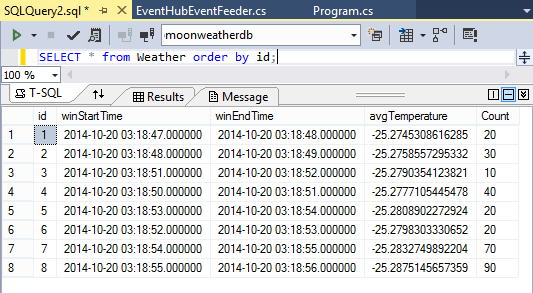 SQLQuery2.sql * EventHubEventFeeder.cs Program.cs
moonweatherdb
SELECT * from Weather order by id;
100 %
T-SQL Results Message
id winStartTime winEndTime avgTemperature Count
1 1 2014-10-20 03:18:47.000000 2014-10-20 03:18:48.000000 -25.2745308616285 20
2 2 2014-10-20 03:18:48.000000 2014-10-20 03:18:49.000000 -25.2758557295332 30
3 3 2014-10-20 03:18:51.000000 2014-10-20 03:18:52.000000 -25.2790354123821 10
4 4 2014-10-20 03:18:50.000000 2014-10-20 03:18:51.000000 -25.2777105445478 40
5 5 2014-10-20 03:18:53.000000 2014-10-20 03:18:54.000000 -25.2808902272924 20
6 6 2014-10-20 03:18:52.000000 2014-10-20 03:18:53.000000 -25.2798303330652 20
7 7 2014-10-20 03:18:54.000000 2014-10-20 03:18:55.000000 -25.2832749892204 70
8 8 2014-10-20 03:18:55.000000 2014-10-20 03:18:56.000000 -25.2875145657359 90